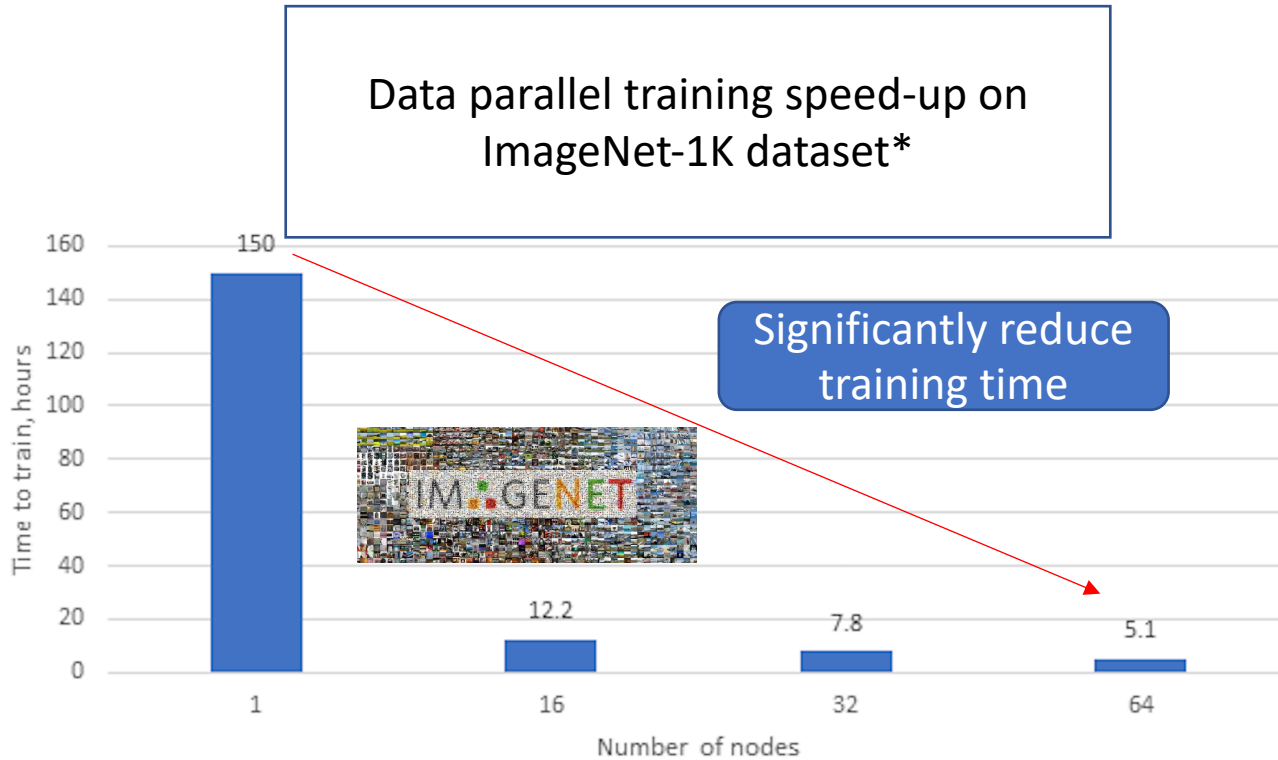 Data parallel training speed-up on
ImageNet-1K dataset*
160
150
140
120
100
80
60
40
20
0
Time to train, hours
Significantly reduce
training time
IMAGENET
12.2
7.8
5.1
1
16
32
64
Number of nodes